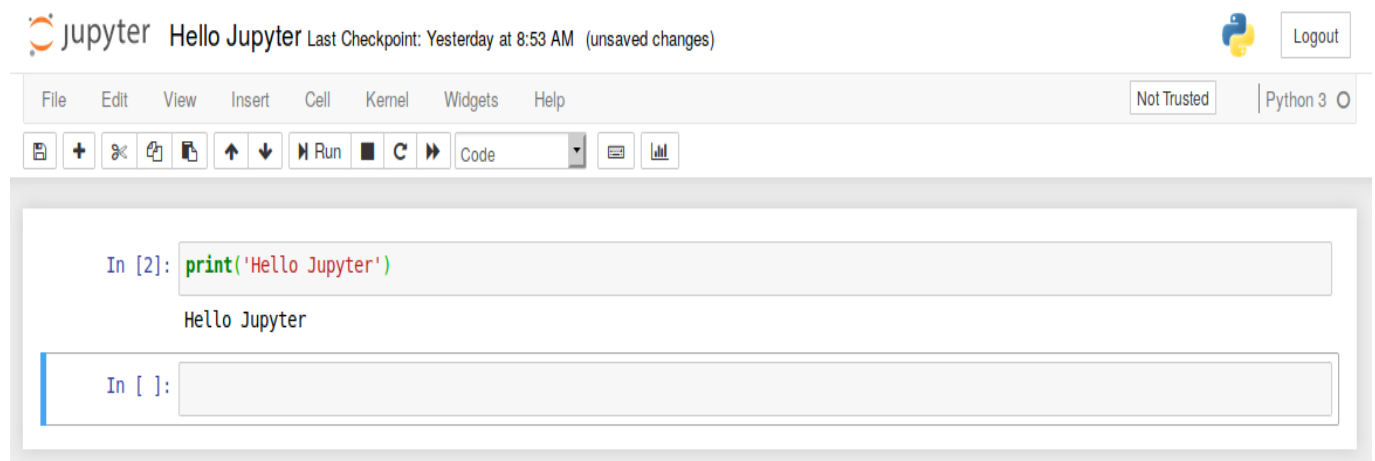 jupyter Hello Jupyter Last Checkpoint: Yesterday at 8:53 AM (unsaved changes) Logout
File Edit View Insert Cell Kernel Widgets Help Not Trusted Python 3
Run Code
In [2]: print('Hello Jupyter')
Hello Jupyter
In [ ]: